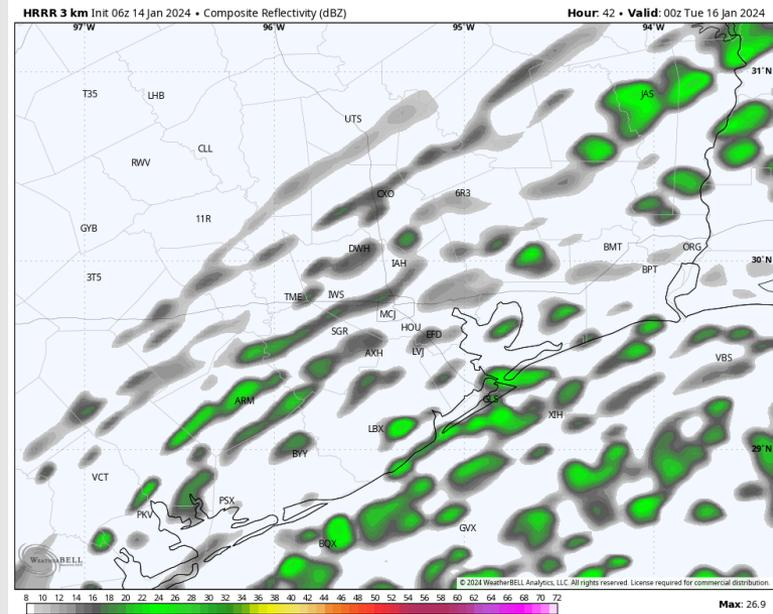 HRRR 3 km Init 06z 14 Jan 2024 • Composite Reflectivity (dBZ) Hour: 42 • Valid: 00z Tue 16 Jan 2024
97°W 96°W 95°W 94°W
31°N
T35 LHB JAS
UTS
CLL
RWV
CXO 6R3
11R
GYB
DWH BMT ORG
IAH 30°N
BPT
3T5
TME IWS
MCJ
SGR HOU EFD
AXH LVJ
VBS
ARM GLS
XIH
LBX
BYY 29°N
VCT
PSX
PKV
GVX
BQX
WEATHERBELL
© 2024 WeatherBELL Analytics, LLC. All rights reserved. License required for commercial distribution.
8 10 12 14 16 18 20 22 24 26 28 30 32 34 36 38 40 42 44 46 48 50 52 54 56 58 60 62 64 66 68 70 72
Max: 26.9